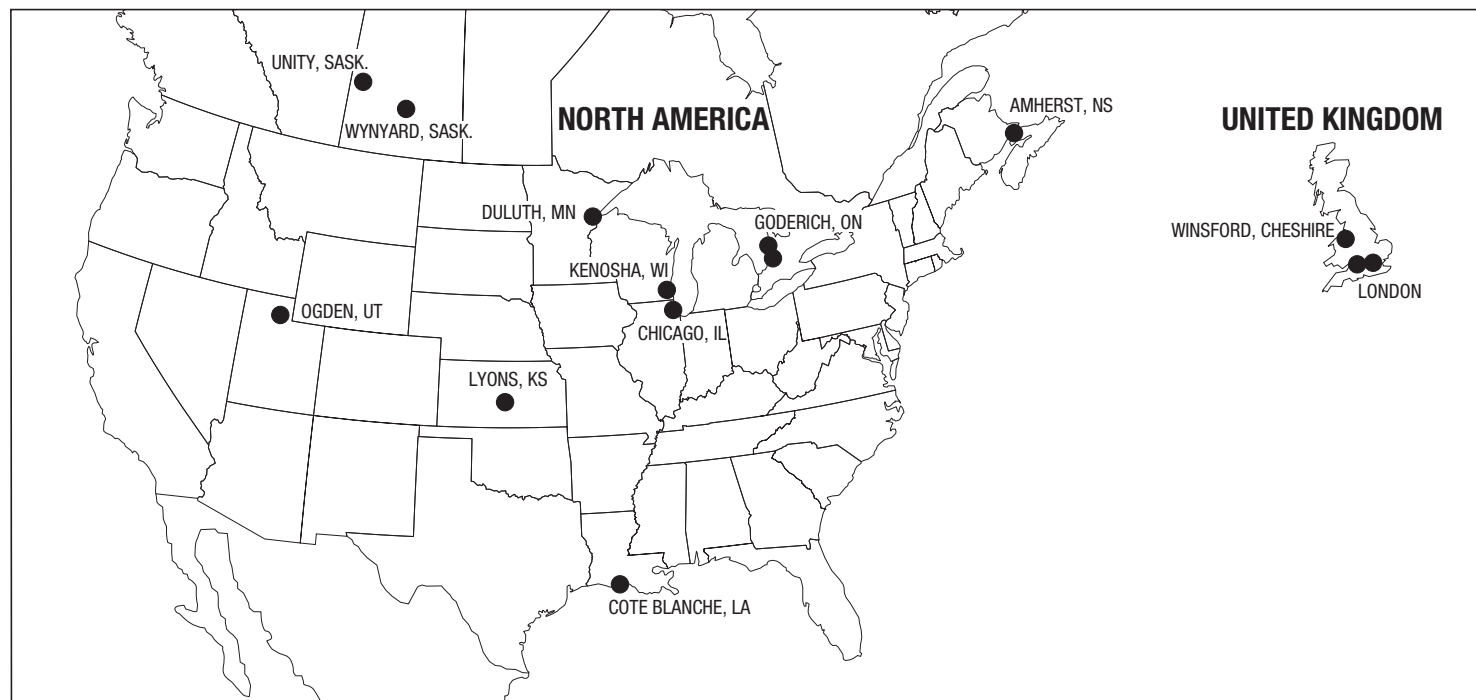 UNITY, SASK.
WYNYARD, SASK.
NORTH AMERICA
AMHERST, NS
UNITED KINGDOM
DULUTH, MN
GODERICH, ON
WINSFORD, CHESHIRE
KENOSHA, WI
LONDON
OGDEN, UT
CHICAGO, IL
LYONS, KS
COTE BLANCHE, LA